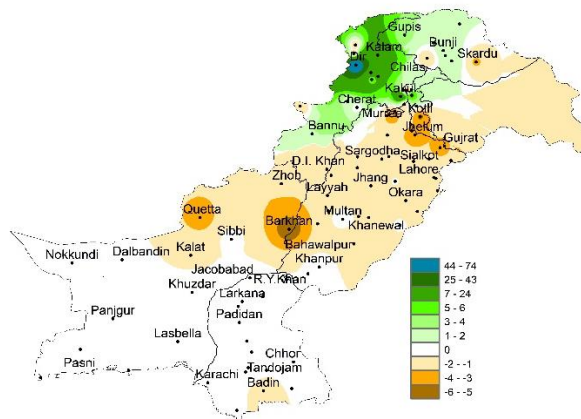 Gupis
Bunji
Kalam
Skardu
Dir
Chilas
Kakul
Cherat
Murree
Kotli
Bannu
Jhelum
Gujrat
Sargodha
Sialkot
D.I. Khan
Zhob
Jhang
Lahore
Layyah
Okara
Quetta
Barkhan
Multan
Khanewal
Sibbi
Nokkundi
Dalbandin
Kalat
Bahawalpur
Khanpur
Jacobabad
R.Y.Khan
Khuzdar
Larkana
Panjgur
Padidan
Lasbella
Pasni
Chhor
Tandojam
Karachi
Badin
44 - 74
25 - 43
7 - 24
5 - 6
3 - 4
1 - 2
0
-2 - -1
-4 - -3
-6 - -5